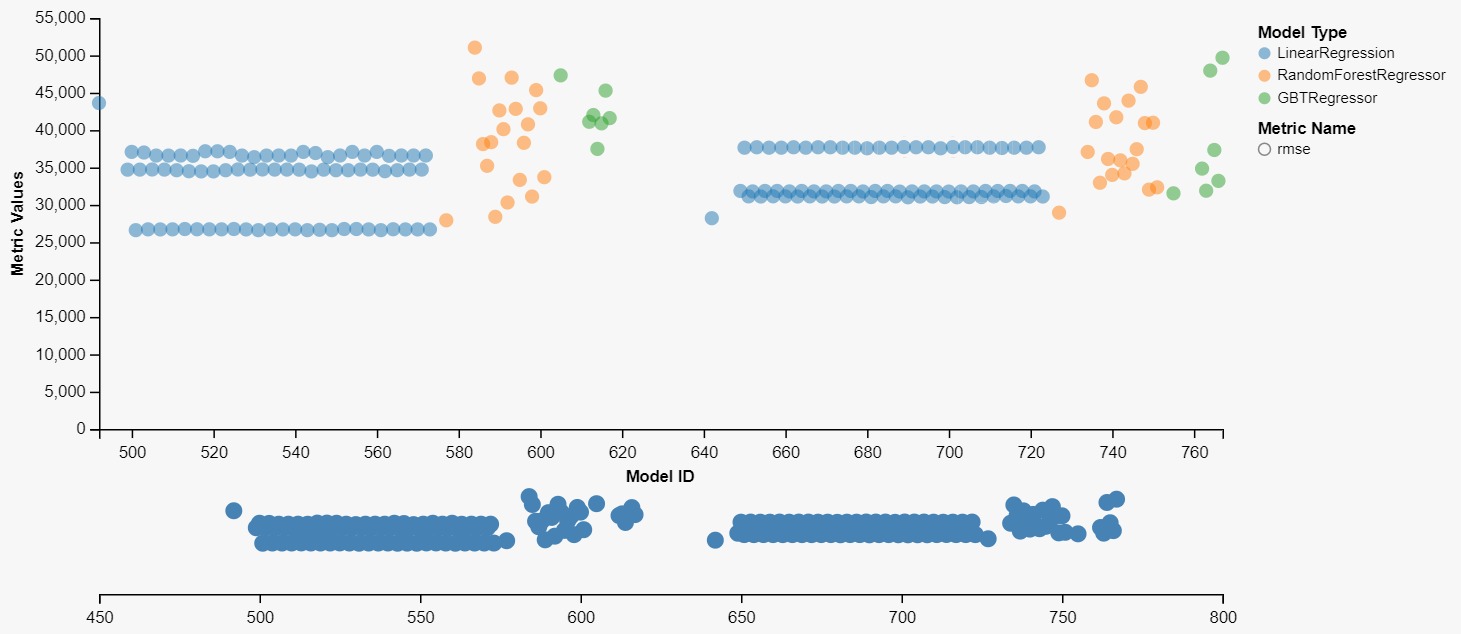 55,000
50,000
45,000
40,000
35,000
30,000
25,000
20,000
15,000
10,000
5,000
0
Metric Values
500 520 540 560 580 600 620 640 660 680 700 720 740 760
Model ID
450 500 550 600 650 700 750 800
Model Type
LinearRegression
RandomForestRegressor
GBTRegressor
Metric Name
rmse